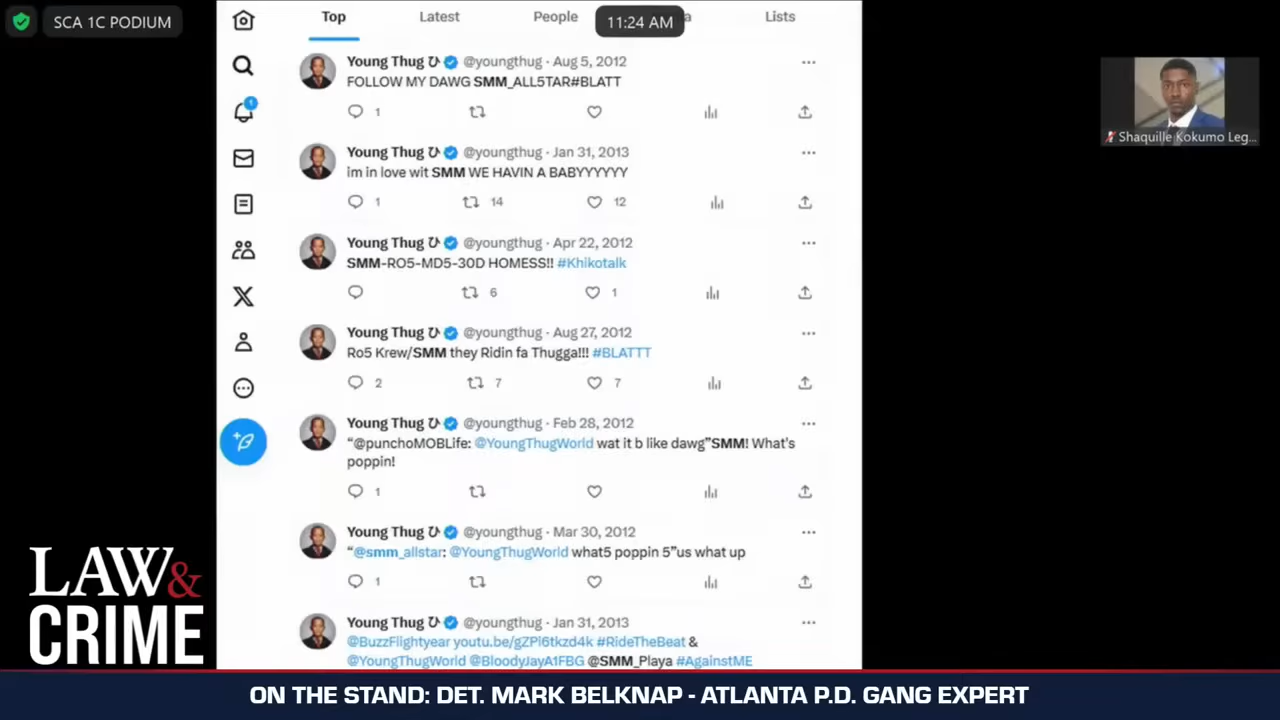 SCA 1C PODIUM
Top Latest People 11:24 AM a Lists
Young Thug ひ @youngthug · Aug 5, 2012
FOLLOW MY DAWG SMM_ALL5TAR#BLATT
1
Young Thug ひ @youngthug · Jan 31, 2013
im in love wit SMM WE HAVIN A BABYYYYYY
1 14 12
Young Thug ひ @youngthug · Apr 22, 2012
SMM-RO5-MD5-30D HOMESS!! #Khikotalk
6 1
Young Thug ひ @youngthug · Aug 27, 2012
Ro5 Krew/SMM they Ridin fa Thugga!!! #BLATTT
2 7 7
Young Thug ひ @youngthug · Feb 28, 2012
“@punchoMOBLife: @YoungThugWorld wat it b like dawg”SMM! What's
poppin!
1
Young Thug ひ @youngthug · Mar 30, 2012
“@smm_allstar: @YoungThugWorld what5 poppin 5”us what up
1
Young Thug ひ @youngthug · Jan 31, 2013
@BuzzFlightyear youtu.be/gZPi6tkzd4k #RideTheBeat &
@YoungThugWorld @BloodyJayA1FBG @SMM_Playa #AgainstME
1
Shaquille Kokumo Leg...
LAW&
CRIME
ON THE STAND: DET. MARK BELKNAP - ATLANTA P.D. GANG EXPERT